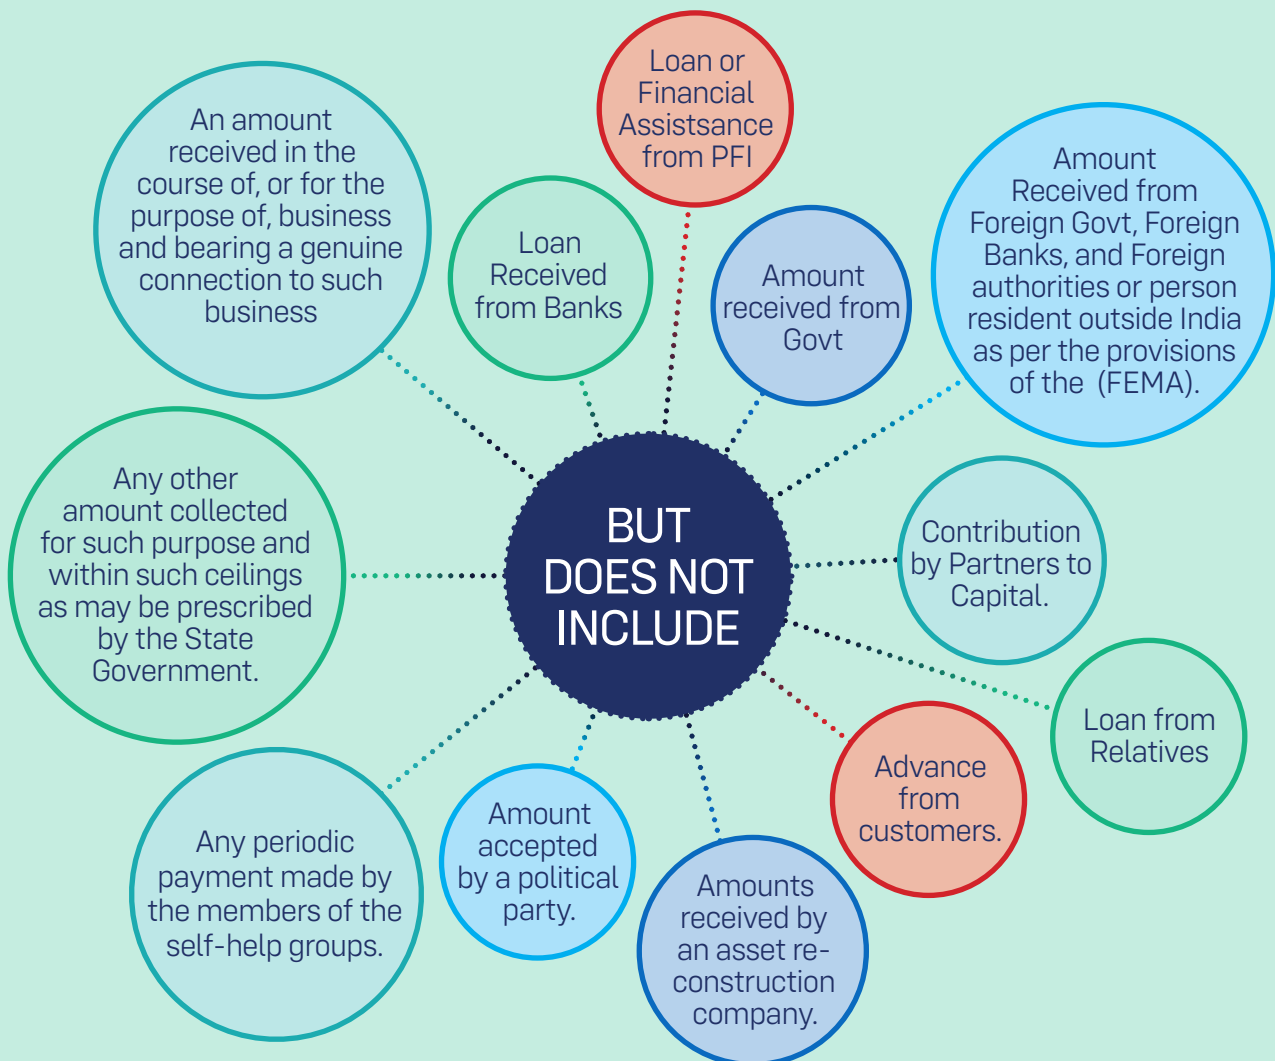 Loan or
Financial
Assistsance
from PFI
An amount
received in the
course of, or for the
purpose of, business
and bearing a genuine
connection to such
business
Loan
Received
from Banks
Amount
received from
Govt
Amount
Received from
Foreign Govt, Foreign
Banks, and Foreign
authorities or person
resident outside India
as per the provisions
of the (FEMA).
Any other
amount collected
for such purpose and
within such ceilings
as may be prescribed
by the State
Government.
BUT
DOES NOT
INCLUDE
Contribution
by Partners to
Capital.
Loan from
Relatives
Any periodic
payment made by
the members of the
self-help groups.
Amount
accepted
by a political
party.
Amounts
received by
an asset re-
construction
company.
Advance
from
customers.